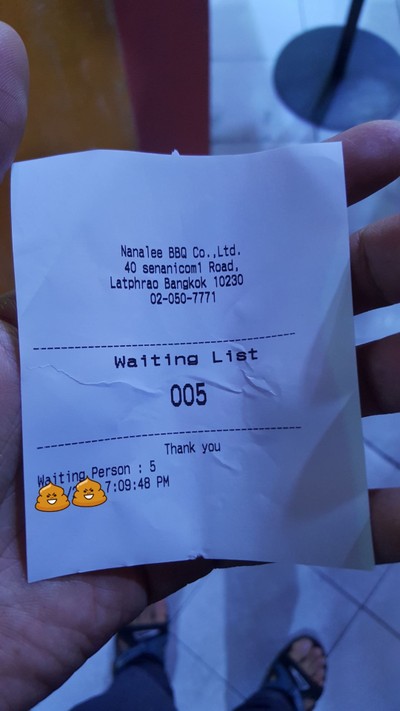 Nanalee BBQ Co.,Ltd.
40 senanicom1 Road,
Latphrao Bangkok 10230
02-050-7771
Waiting List
005
Thank you
Waiting Person : 5
7:09:48 PM